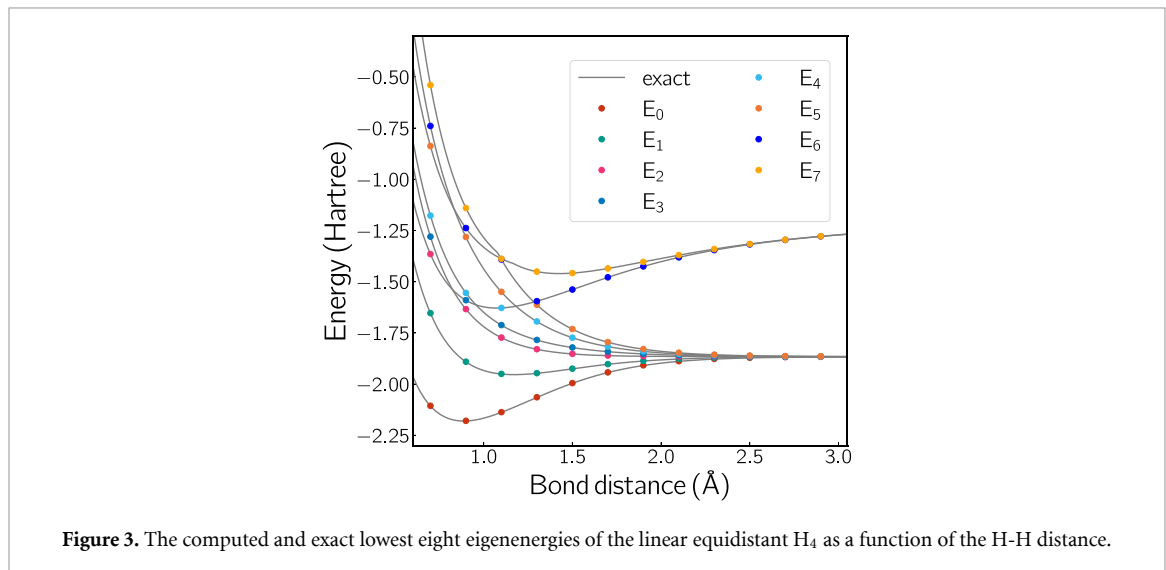 −0.50
−0.75
−1.00
−1.25
−1.50
−1.75
−2.00
−2.25
Energy (Hartree)
exact
E₀
E₁
E₂
E₃
E₄
E₅
E₆
E₇
1.0 1.5 2.0 2.5 3.0
Bond distance (Å)
Figure 3. The computed and exact lowest eight eigenenergies of the linear equidistant H₄ as a function of the H-H distance.